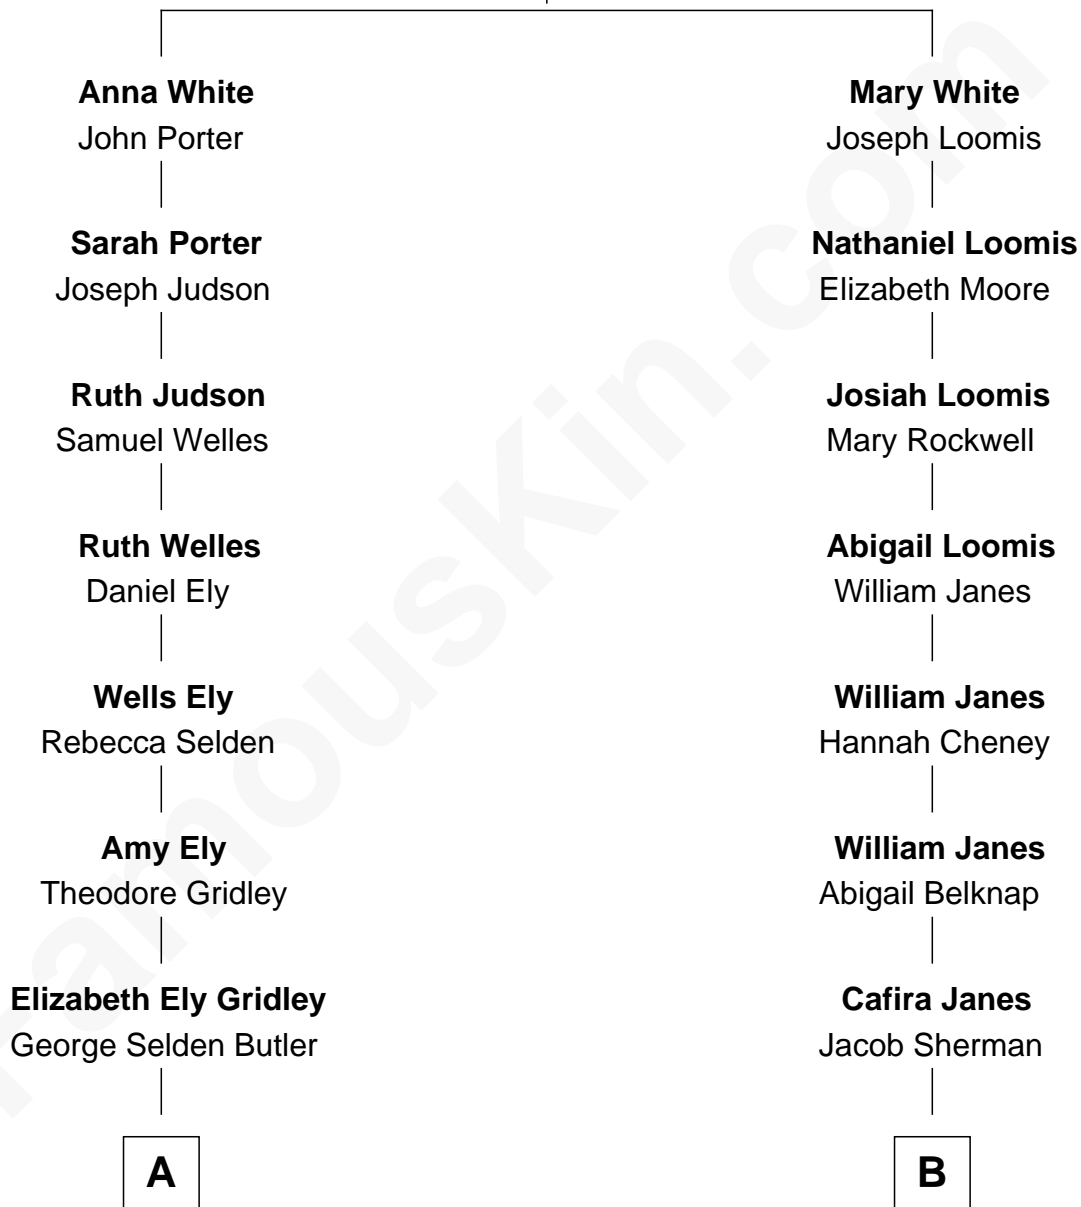 Anna White
John Porter
Mary White
Joseph Loomis
Sarah Porter
Joseph Judson
Nathaniel Loomis
Elizabeth Moore
Ruth Judson
Samuel Welles
Josiah Loomis
Mary Rockwell
Ruth Welles
Daniel Ely
Abigail Loomis
William Janes
Wells Ely
Rebecca Selden
William Janes
Hannah Cheney
Amy Ely
Theodore Gridley
William Janes
Abigail Belknap
Elizabeth Ely Gridley
George Selden Butler
Cafira Janes
Jacob Sherman
A
B
FamousKin.com